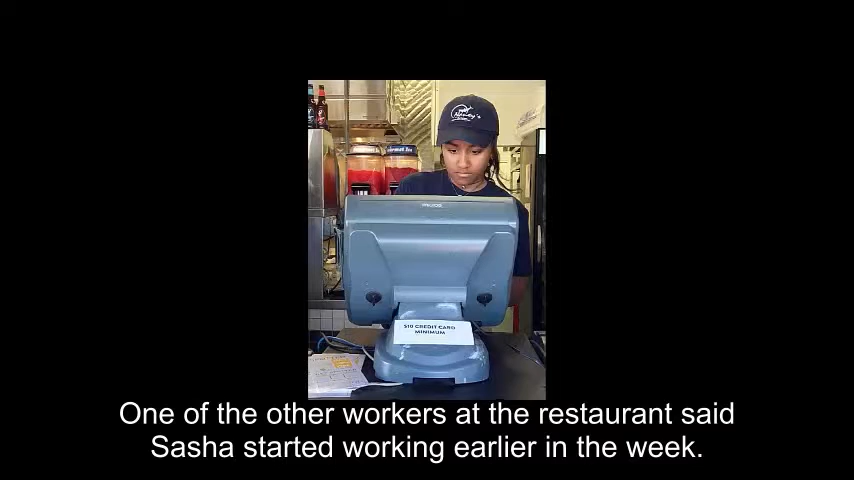 Nancy's
$10 CREDIT CARD
MINIMUM
One of the other workers at the restaurant said
Sasha started working earlier in the week.